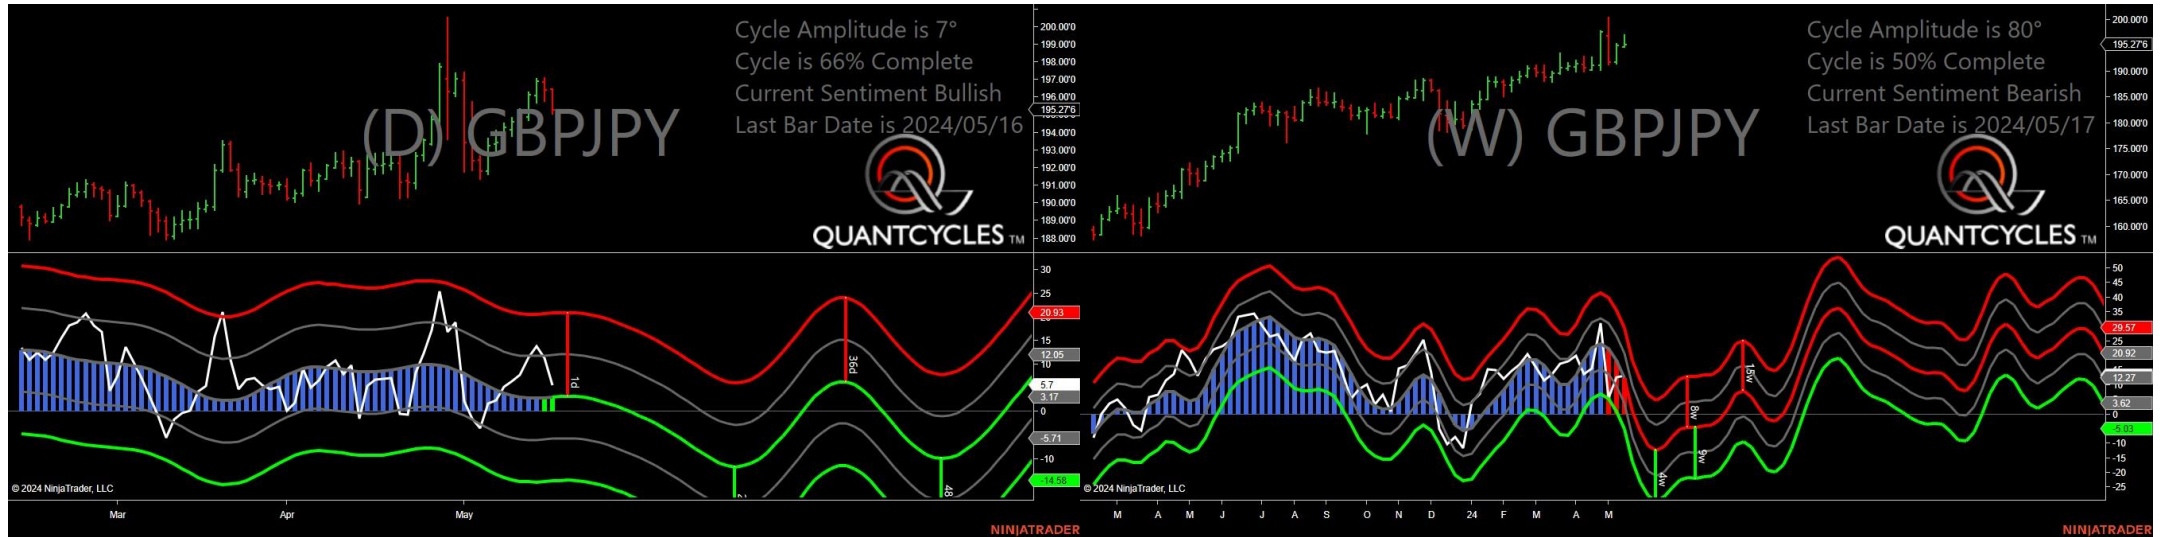 Cycle Amplitude is 7°
Cycle is 66% Complete
Current Sentiment Bullish
Last Bar Date is 2024/05/16
(D) GBPJPY
QUANTCYCLES TM
200.00'0
199.00'0
198.00'0
197.00'0
196.00'0
195.27'6
194.00'0
193.00'0
192.00'0
191.00'0
190.00'0
189.00'0
188.00'0
30
25
20.93
15
12.05
10
5.7
3.17
0
-5.71
-10
-14.58
1d
36d
48
© 2024 NinjaTrader, LLC
Mar Apr May
NINJATRADER
Cycle Amplitude is 80°
Cycle is 50% Complete
Current Sentiment Bearish
Last Bar Date is 2024/05/17
(W) GBPJPY
QUANTCYCLES TM
200.00'0
195.27'6
190.00'0
185.00'0
180.00'0
175.00'0
170.00'0
165.00'0
160.00'0
50
45
40
35
29.57
25
20.92
12.27
3.62
0
-5.03
-10
-15
-20
-25
4w
8w
9w
15w
© 2024 NinjaTrader, LLC
M A M J J A S O N D 24 F M A M
NINJATRADER